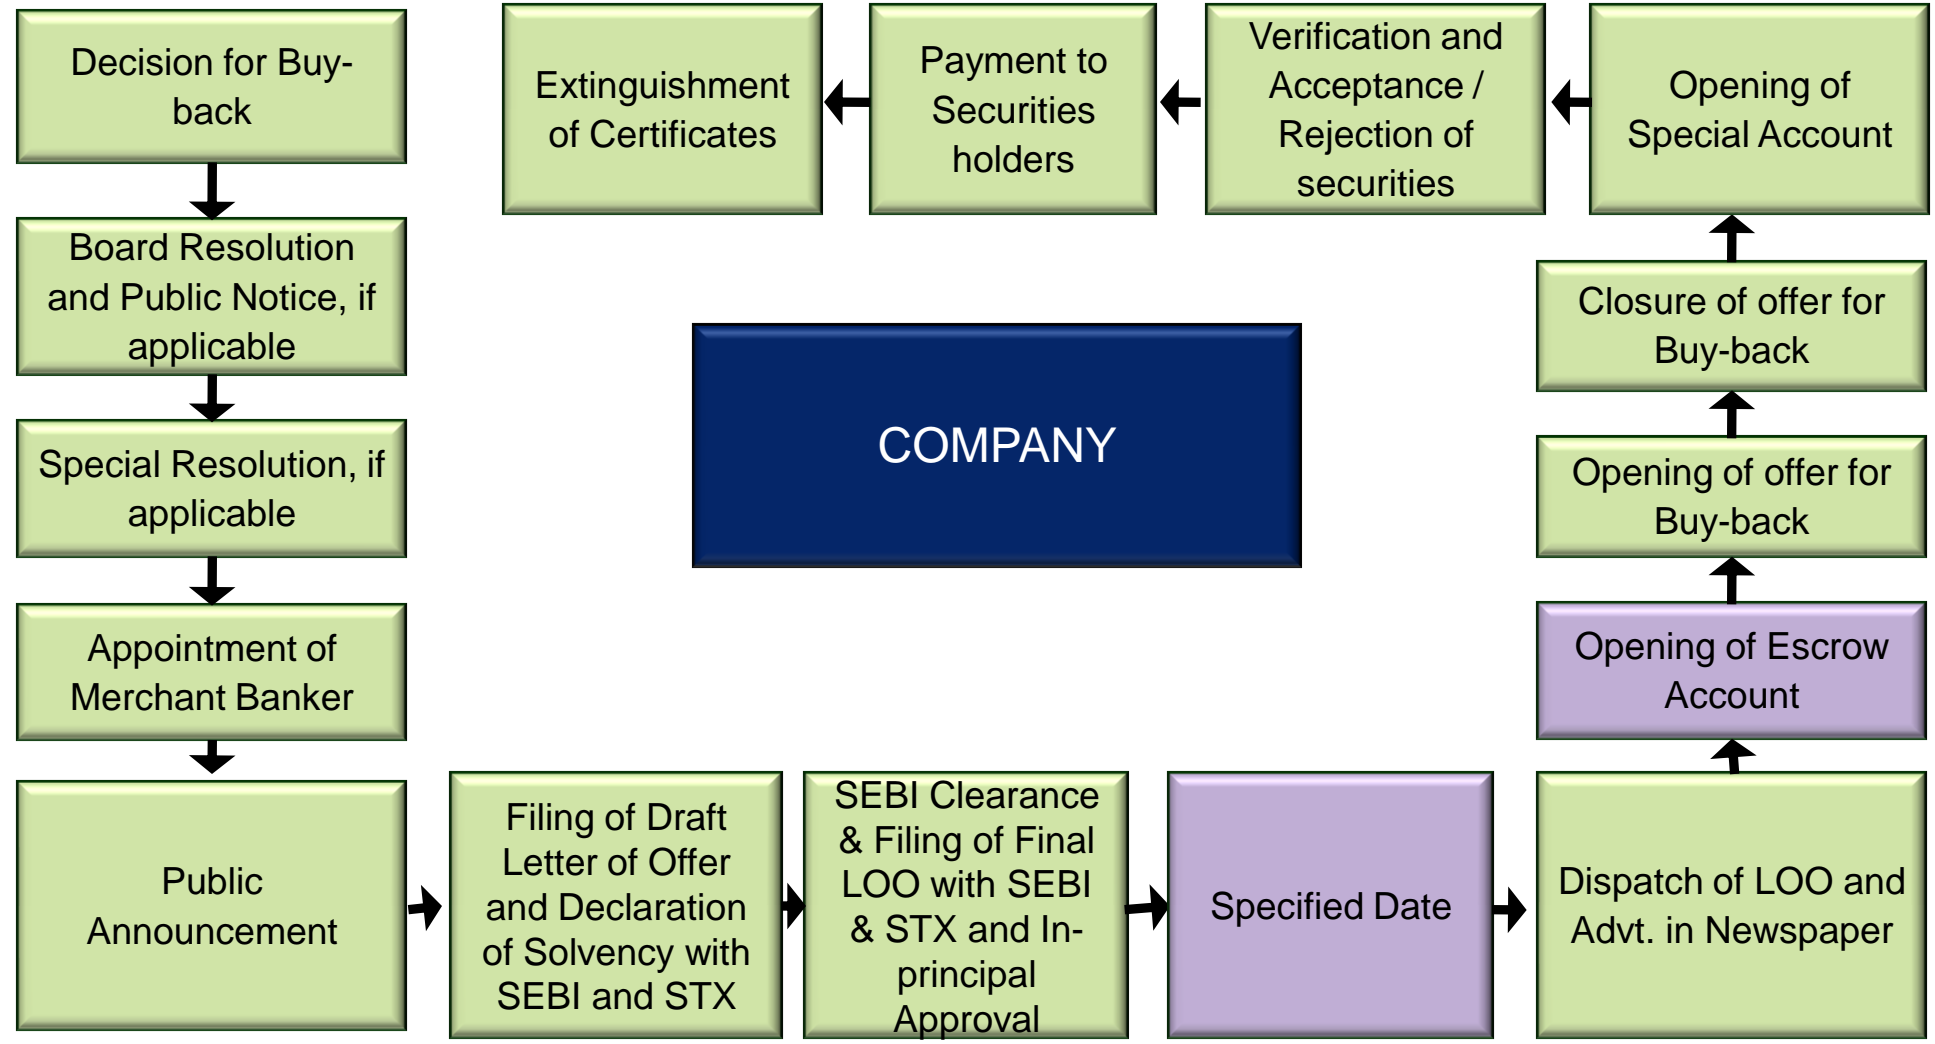 Decision for Buy-
back
Board Resolution
and Public Notice, if
applicable
Special Resolution, if
applicable
Appointment of
Merchant Banker
Public
Announcement
Filing of Draft
Letter of Offer
and Declaration
of Solvency with
SEBI and STX
SEBI Clearance
& Filing of Final
LOO with SEBI
& STX and In-
principal
Approval
Specified Date
Dispatch of LOO and
Advt. in Newspaper
Opening of Escrow
Account
Opening of offer for
Buy-back
Closure of offer for
Buy-back
Opening of
Special Account
Verification and
Acceptance /
Rejection of
securities
Payment to
Securities
holders
Extinguishment
of Certificates
COMPANY